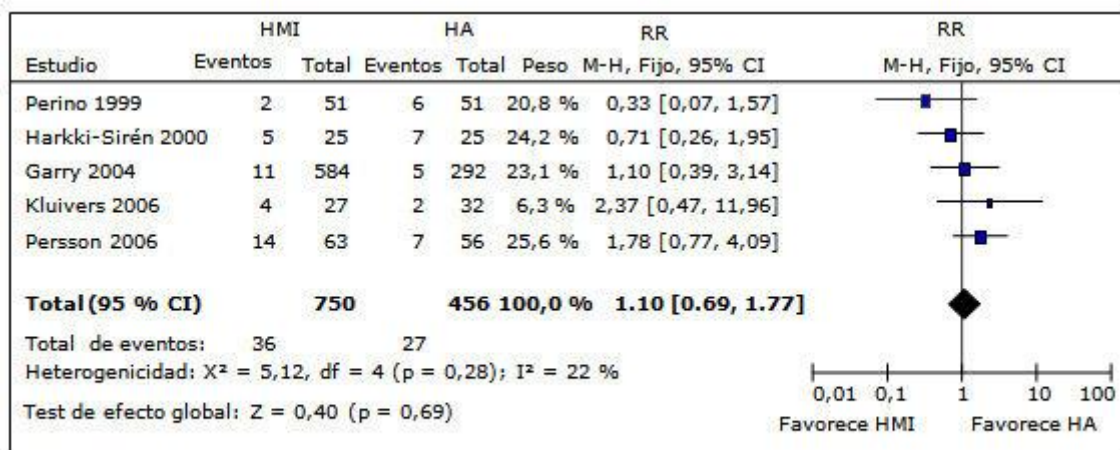 HMI HA RR RR
Estudio Eventos Total Eventos Total Peso M-H, Fijo, 95% CI M-H, Fijo, 95% CI
Perino 1999 2 51 6 51 20,8 % 0,33 [0,07, 1,57]
Harkki-Sirén 2000 5 25 7 25 24,2 % 0,71 [0,26, 1,95]
Garry 2004 11 584 5 292 23,1 % 1,10 [0,39, 3,14]
Kluivers 2006 4 27 2 32 6,3 % 2,37 [0,47, 11,96]
Persson 2006 14 63 7 56 25,6 % 1,78 [0,77, 4,09]
Total (95 % CI) 750 456 100,0 % 1.10 [0.69, 1.77]
Total de eventos: 36 27
Heterogenicidad: X² = 5,12, df = 4 (p = 0,28); I² = 22 %
Test de efecto global: Z = 0,40 (p = 0,69)
0,01 0,1 1 10 100
Favorece HMI Favorece HA